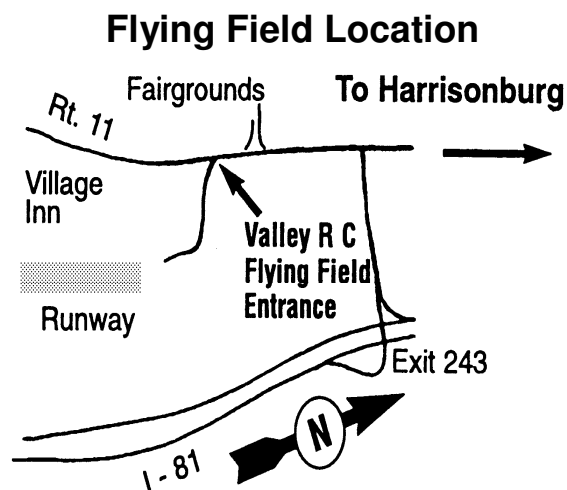 Flying Field Location
Fairgrounds
To Harrisonburg
Rt. 11
Village
Inn
Valley R C
Flying Field
Entrance
Runway
Exit 243
N
I - 81